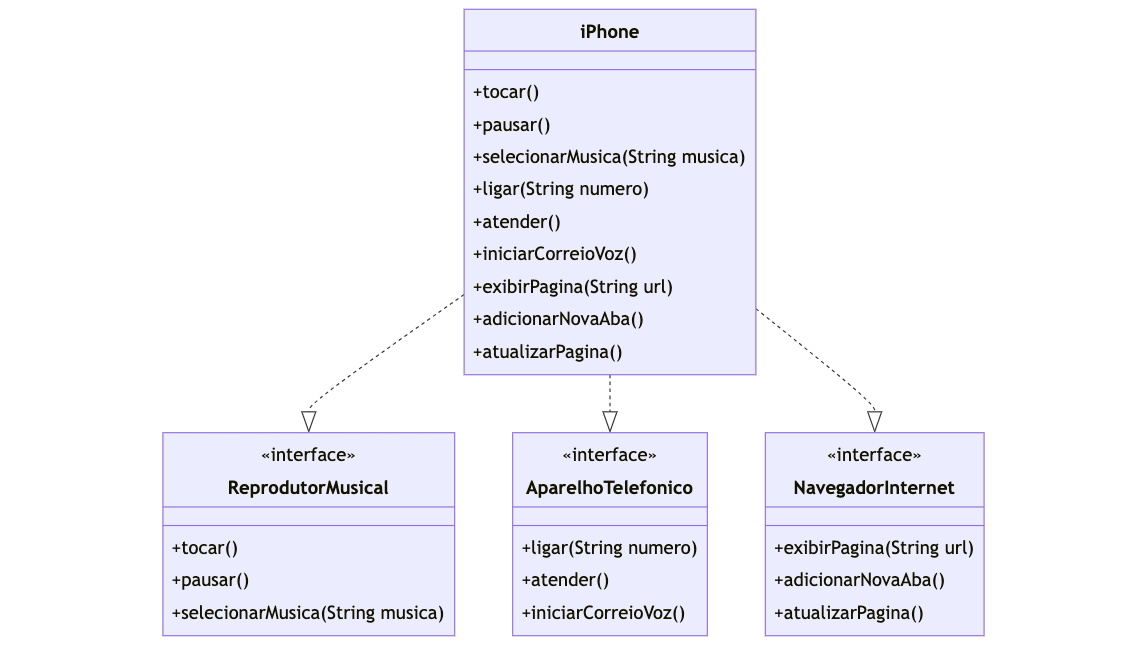 iPhone
+tocar()
+pausar()
+selecionarMusica(String musica)
+ligar(String numero)
+atender()
+iniciarCorreioVoz()
+exibirPagina(String url)
+adicionarNovaAba()
+atualizarPagina()
«interface»
ReprodutorMusical
+tocar()
+pausar()
+selecionarMusica(String musica)
«interface»
AparelhoTelefonico
+ligar(String numero)
+atender()
+iniciarCorreioVoz()
«interface»
NavegadorInternet
+exibirPagina(String url)
+adicionarNovaAba()
+atualizarPagina()